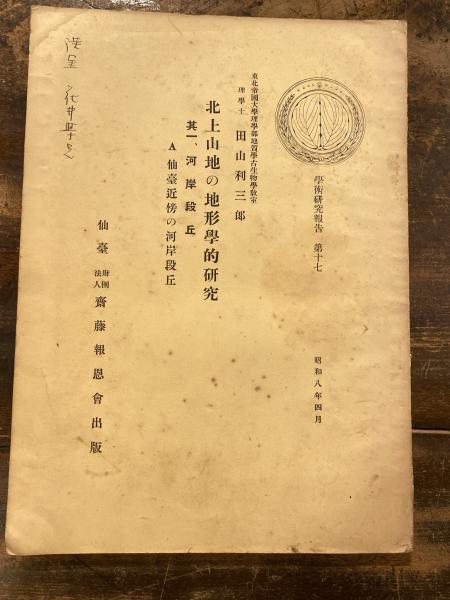 學術研究報告 第十七
昭和八年四月
東北帝國大學理學部地質學古生物學教室
理學士 田山利三郎
北上山地の地形學的研究
其一、河岸段丘
A 仙臺近傍の河岸段丘
仙臺 財團法人 齋藤報恩會出版